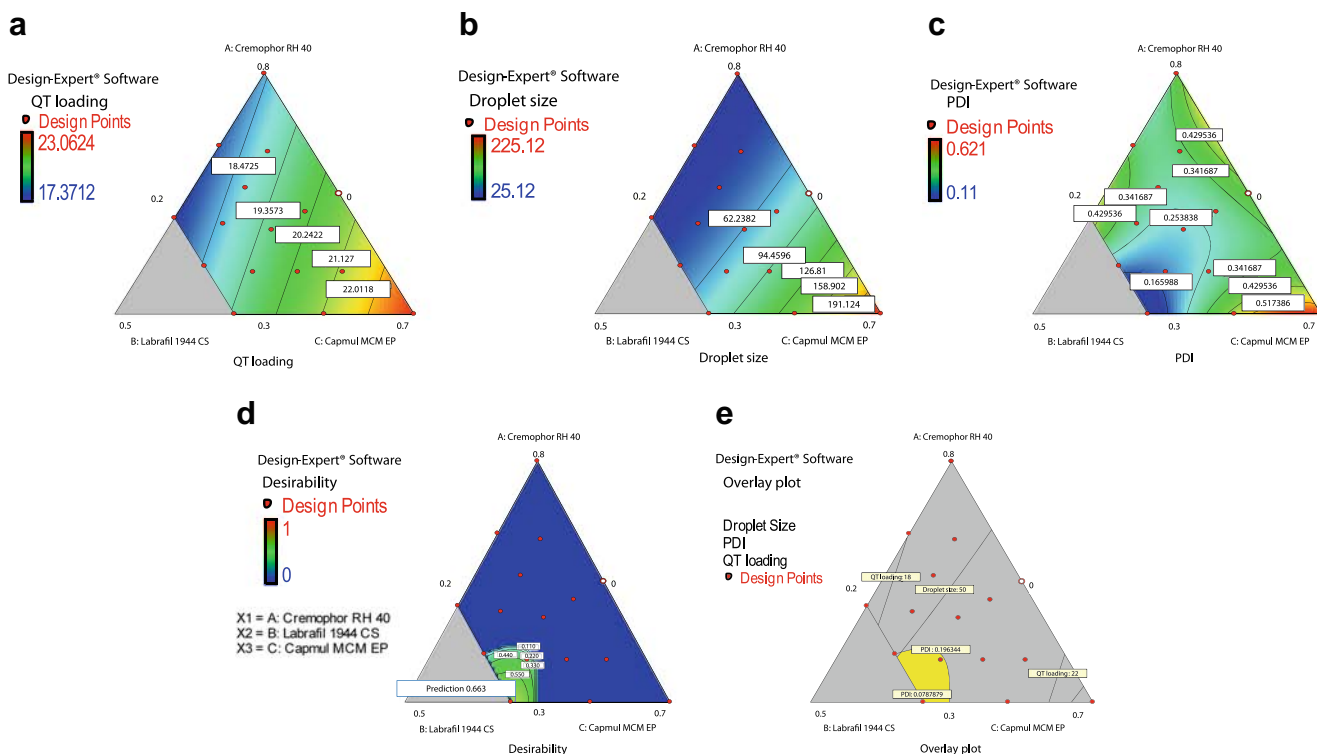 a
A: Cremophor RH 40
0.8
Design-Expert® Software
QT loading
Design Points
23.0624
17.3712
18.4725
0.2
0
19.3573
20.2422
21.127
22.0118
0.5
0.3
0.7
B: Labrafil 1944 CS
C: Capmul MCM EP
QT loading
b
A: Cremophor RH 40
0.8
Design-Expert® Software
Droplet size
Design Points
225.12
25.12
0.2
0
62.2382
94.4596
126.81
158.902
191.124
0.5
0.3
0.7
B: Labrafil 1944 CS
C: Capmul MCM EP
Droplet size
c
A: Cremophor RH 40
0.8
Design-Expert® Software
PDI
Design Points
0.621
0.11
0.429536
0.341687
0.2
0
0.341687
0.429536
0.253838
0.341687
0.165988
0.429536
0.517386
0.5
0.3
0.7
B: Labrafil 1944 CS
C: Capmul MCM EP
PDI
d
A: Cremophor RH 40
0.8
Design-Expert® Software
Desirability
Design Points
1
0
0.2
0
X1 = A: Cremophor RH 40
X2 = B: Labrafil 1944 CS
X3 = C: Capmul MCM EP
0.110
0.440
0.220
0.330
0.550
Prediction 0.663
0.5
0.3
0.7
B: Labrafil 1944 CS
C: Capmul MCM EP
Desirability
e
A: Cremophor RH 40
0.8
Design-Expert® Software
Overlay plot
Droplet Size
PDI
QT loading
Design Points
QT loading: 18
0.2
0
Droplet size: 50
PDI : 0.196344
QT loading : 22
PDI: 0.0787879
0.5
0.3
0.7
B: Labrafil 1944 CS
C: Capmul MCM EP
Overlay plot